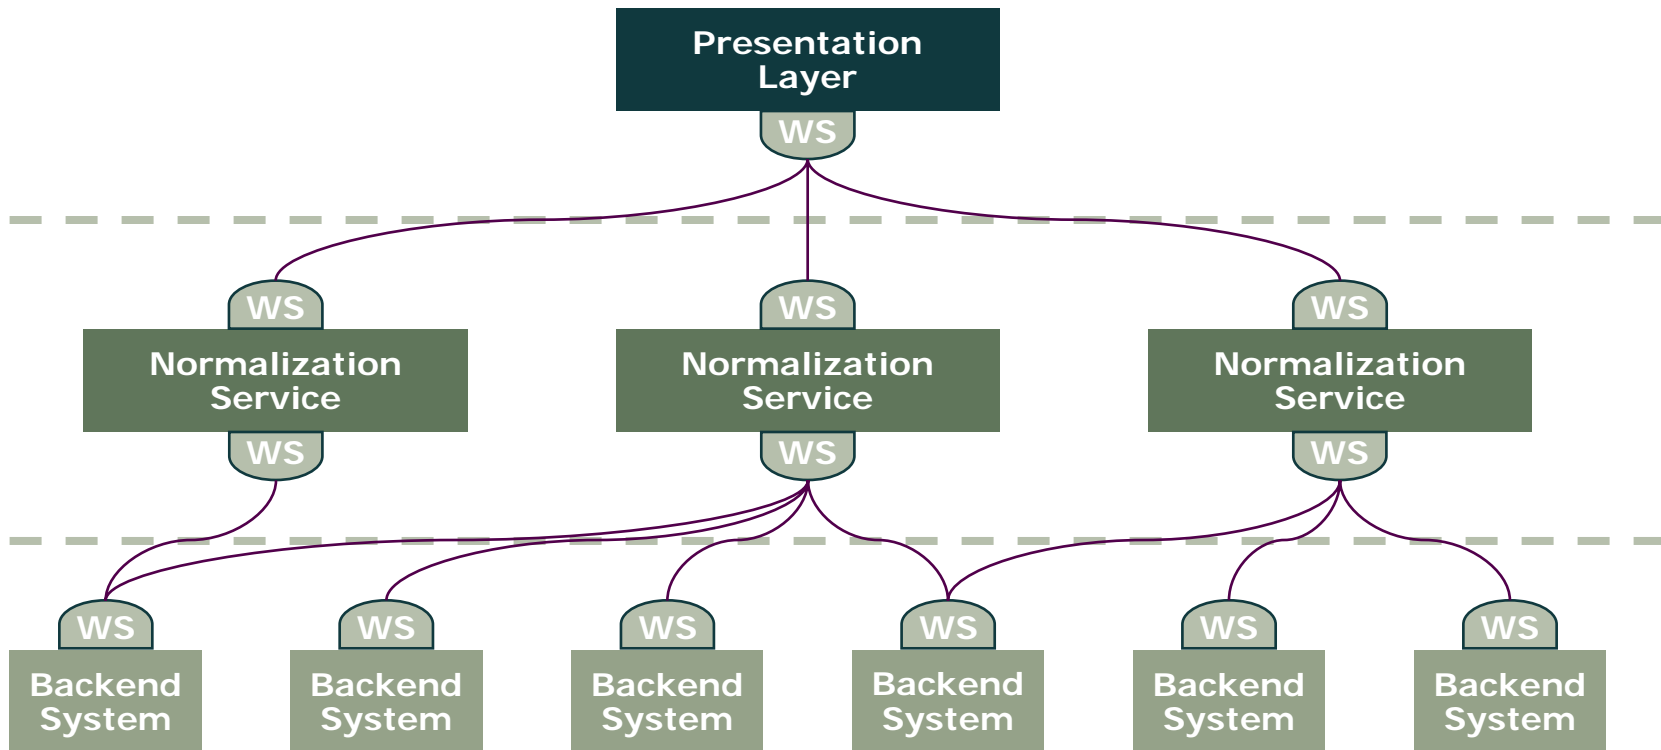 Presentation
Layer
WS
WS
WS
WS
Normalization
Service
Normalization
Service
Normalization
Service
WS
WS
WS
WS
WS
WS
WS
WS
WS
Backend
System
Backend
System
Backend
System
Backend
System
Backend
System
Backend
System